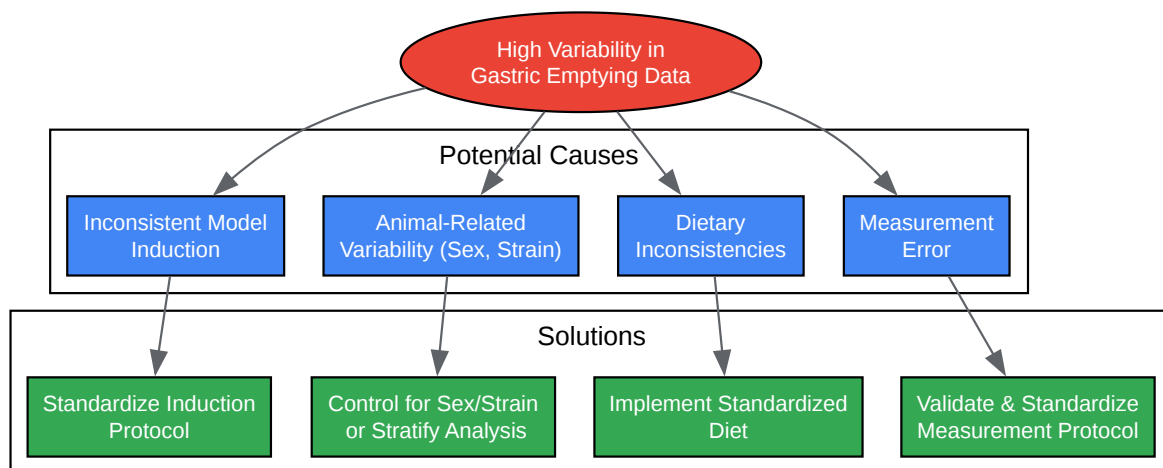 High Variability in
Gastric Emptying Data
Potential Causes
Inconsistent Model
Induction
Animal-Related
Variability (Sex, Strain)
Dietary
Inconsistencies
Measurement
Error
Solutions
Standardize Induction
Protocol
Control for Sex/Strain
or Stratify Analysis
Implement Standardized
Diet
Validate & Standardize
Measurement Protocol